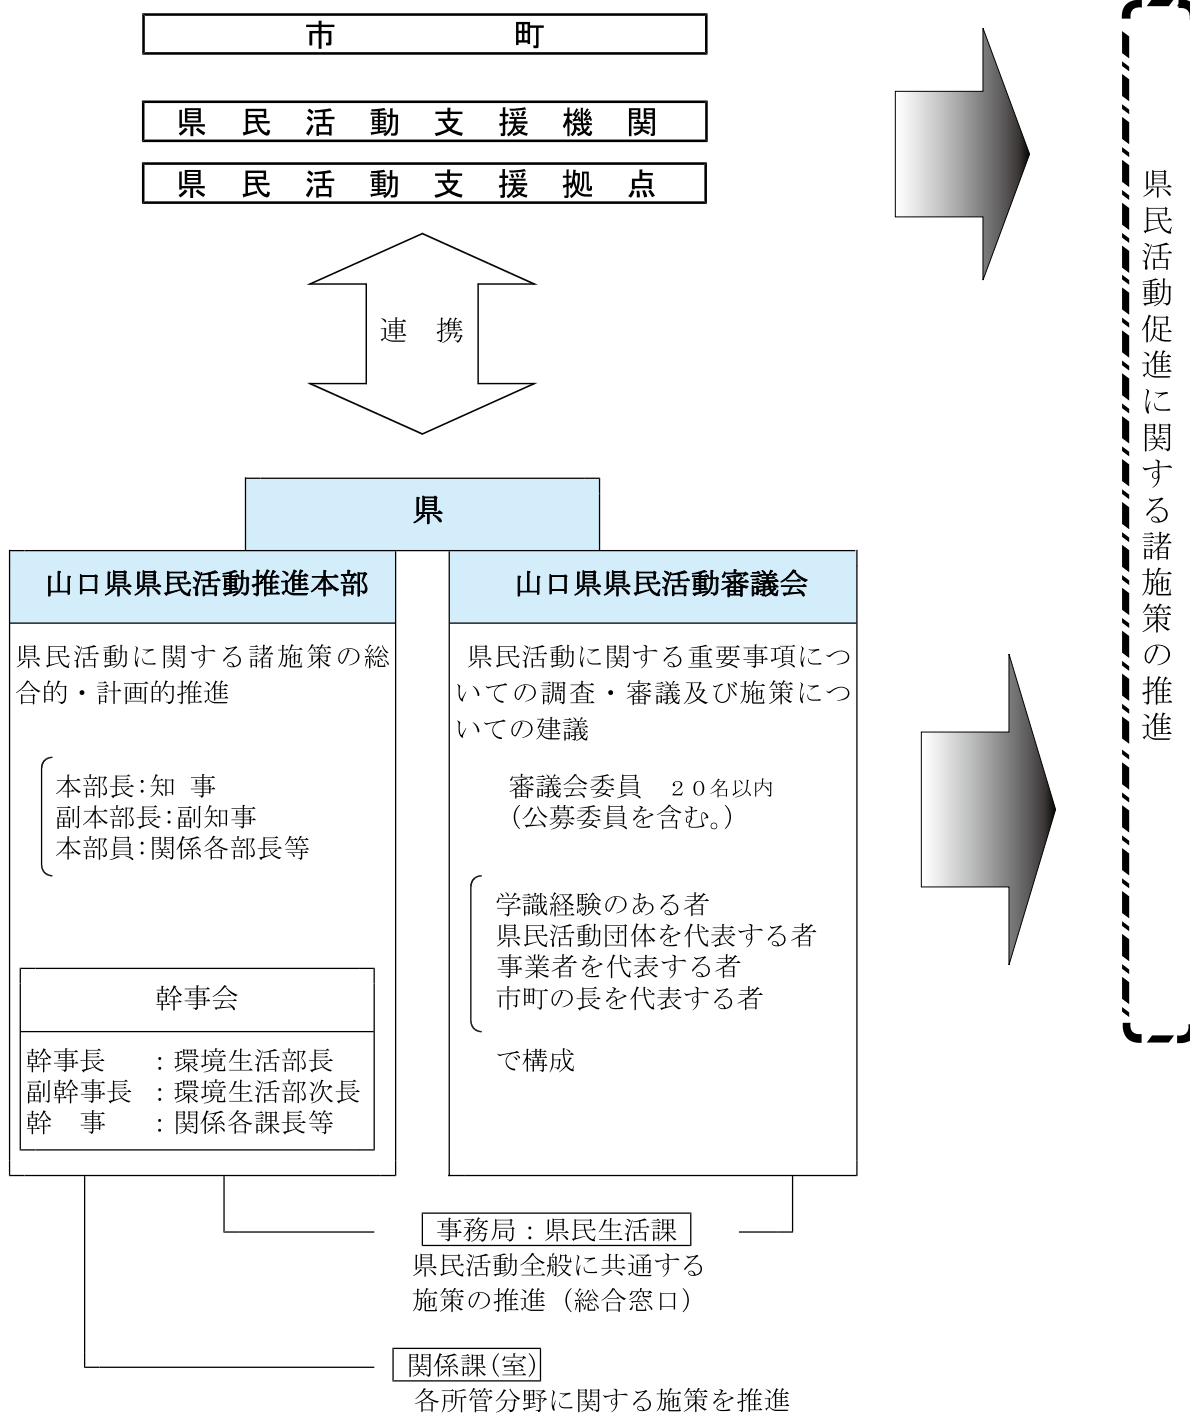 市　町
県民活動支援機関
県民活動支援拠点
連　携
県
山口県県民活動推進本部
県民活動に関する諸施策の総
合的・計画的推進
本部長：知　事
副本部長：副知事
本部員：関係各部長等
幹事会
幹事長　：環境生活部長
副幹事長　：環境生活部次長
幹　事　：関係各課長等
山口県県民活動審議会
県民活動に関する重要事項につ
いての調査・審議及び施策につ
いての建議
審議会委員　２０名以内
（公募委員を含む。）
学識経験のある者
県民活動団体を代表する者
事業者を代表する者
市町の長を代表する者
で構成
事務局：県民生活課
県民活動全般に共通する
施策の推進（総合窓口）
関係課（室）
各所管分野に関する施策を推進
県民活動促進に関する諸施策の推進